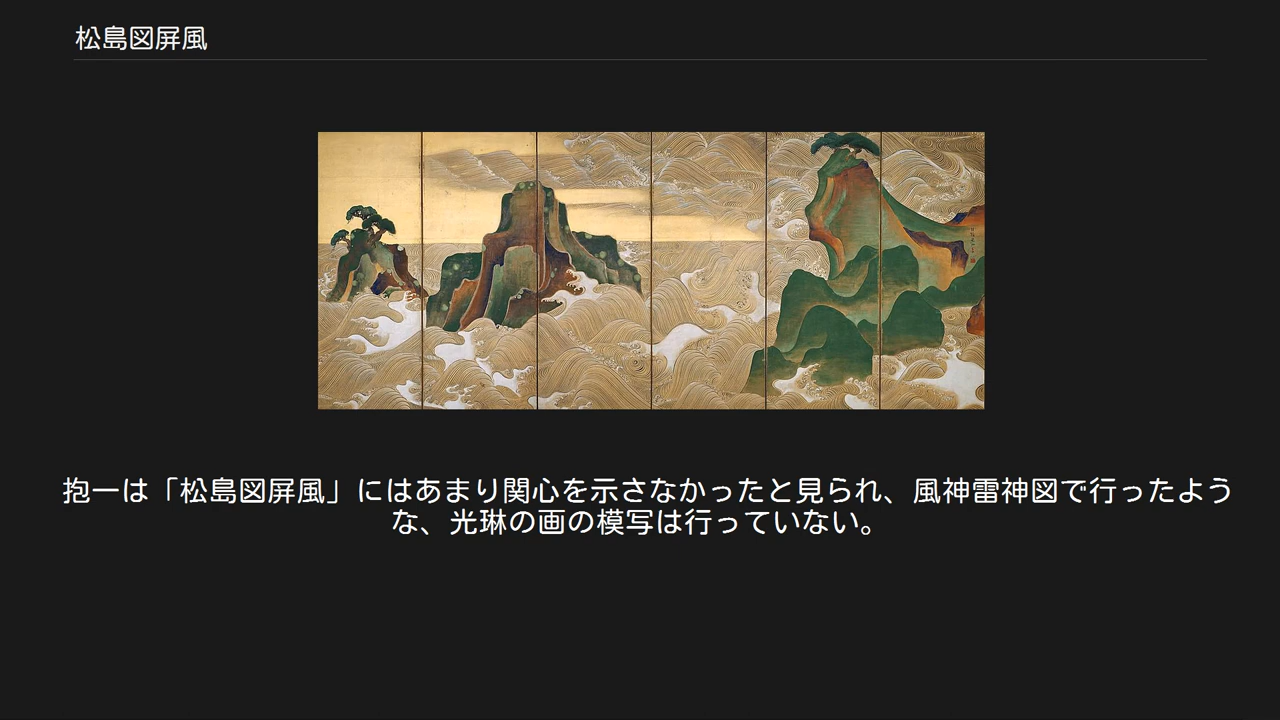 松島図屏風
抱一は「松島図屏風」にはあまり関心を示さなかったと見られ、風神雷神図で行ったよう
な、光琳の画の模写は行っていない。